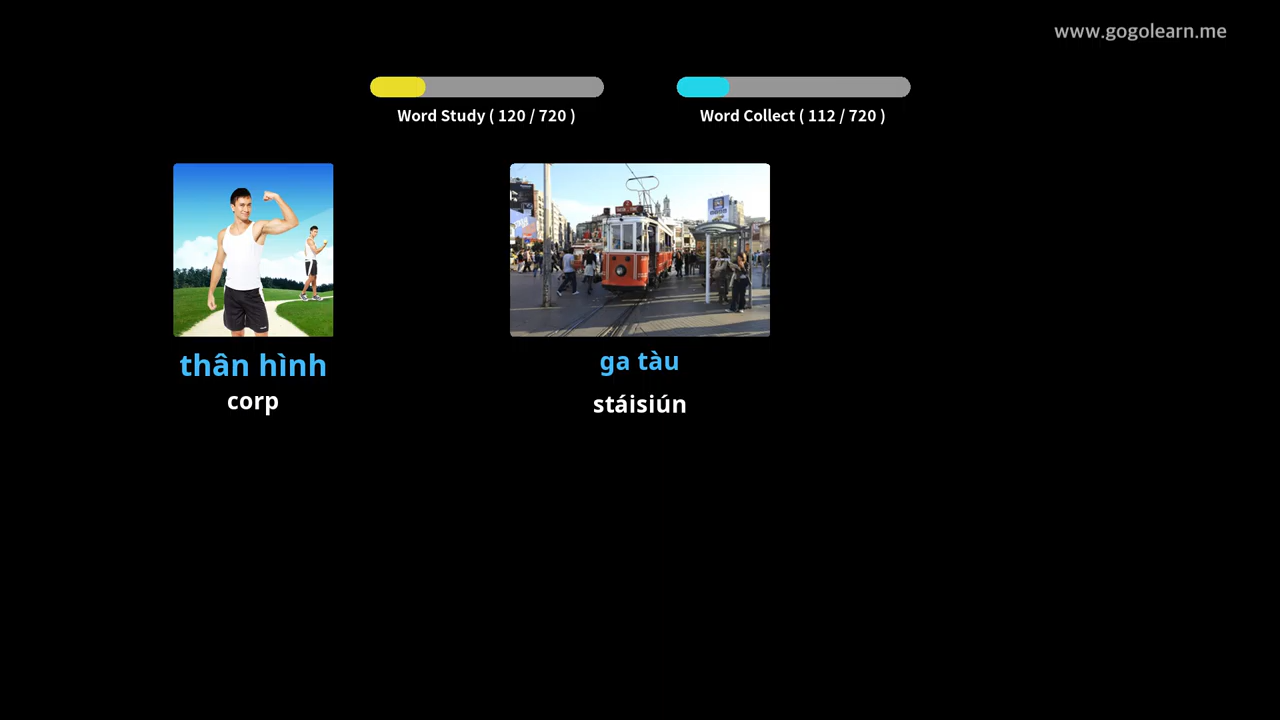 www.gogolearn.me
Word Study ( 120 / 720 )
Word Collect ( 112 / 720 )
thân hình
corp
ga tàu
stáisiún